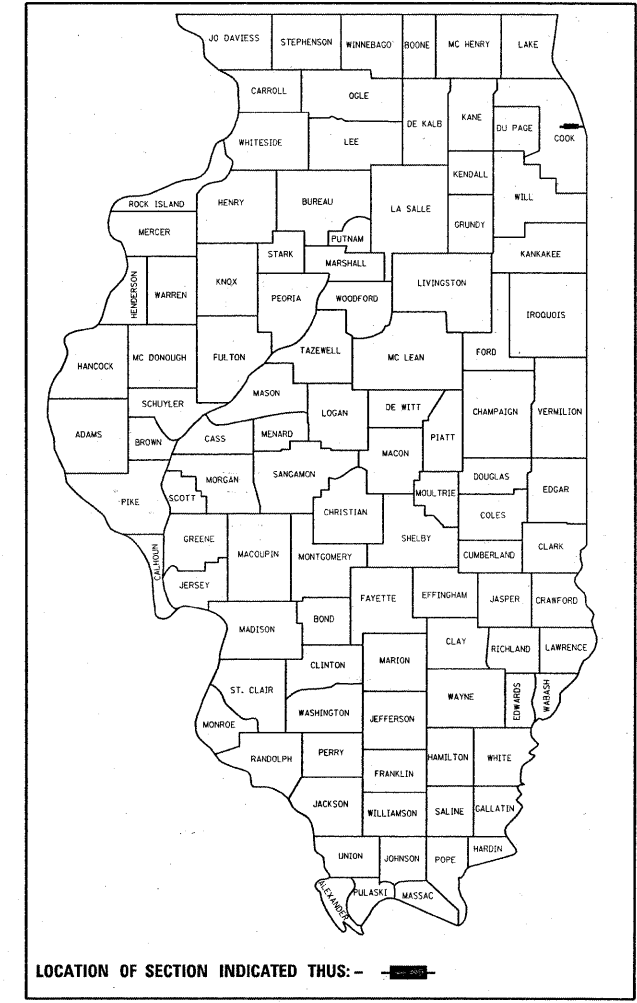 JO DAVIESS
STEPHENSON
WINNEBAGO
BOONE
MC HENRY
LAKE
CARROLL
OGLE
DE KALB
KANE
DU PAGE
COOK
WHITESIDE
LEE
KENDALL
WILL
ROCK ISLAND
HENRY
BUREAU
LA SALLE
GRUNDY
MERCER
PUTNAM
STARK
MARSHALL
KANKAKEE
HENDERSON
WARREN
KNOX
PEORIA
WOODFORD
LIVINGSTON
IROQUOIS
HANCOCK
MC DONOUGH
FULTON
TAZEWELL
MC LEAN
FORD
MASON
SCHUYLER
LOGAN
DE WITT
CHAMPAIGN
VERMILION
ADAMS
BROWN
CASS
MENARD
PIATT
MACON
PIKE
SCOTT
MORGAN
SANGAMON
MOULTRIE
DOUGLAS
EDGAR
CHRISTIAN
COLES
GREENE
MACOUPIN
MONTGOMERY
SHELBY
CUMBERLAND
CLARK
CALHOUN
JERSEY
FAYETTE
EFFINGHAM
JASPER
CRAWFORD
MADISON
BOND
CLAY
RICHLAND
LAWRENCE
CLINTON
MARION
ST. CLAIR
WAYNE
EDWARDS
WABASH
MONROE
WASHINGTON
JEFFERSON
RANDOLPH
PERRY
HAMILTON
WHITE
FRANKLIN
JACKSON
WILLIAMSON
SALINE
GALLATIN
UNION
JOHNSON
POPE
HARDIN
ALEXANDER
PULASKI
MASSAC
LOCATION OF SECTION INDICATED THUS: –